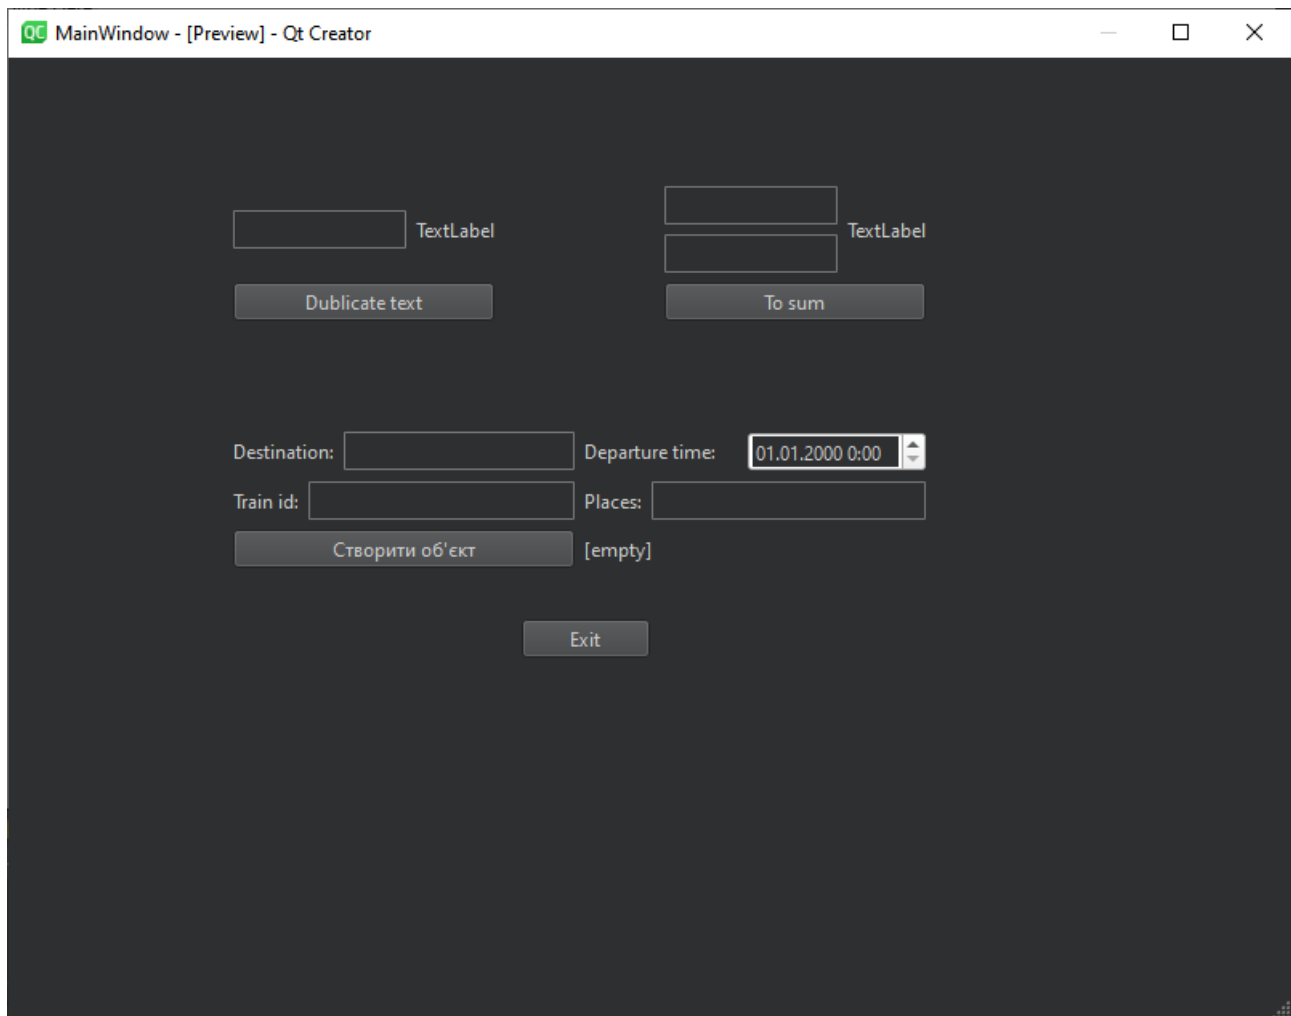 QC MainWindow - [Preview] - Qt Creator
TextLabel
TextLabel
Dublicate text
To sum
Destination:
Departure time: 01.01.2000 0:00
Train id:
Places:
Створити об'єкт
[empty]
Exit